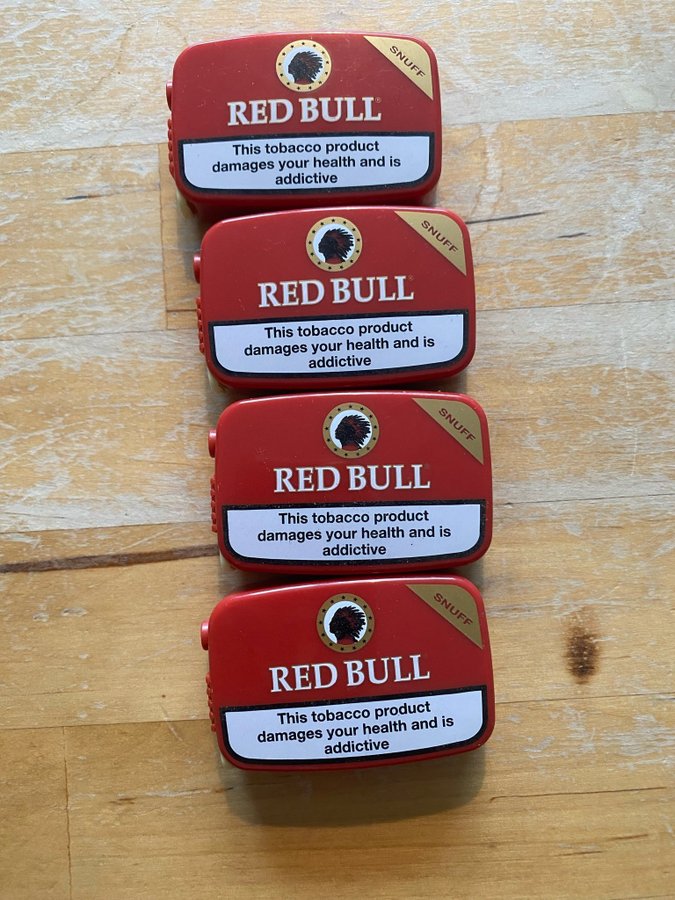 SNUFF
RED BULL®
This tobacco product
damages your health and is
addictive
SNUFF
RED BULL®
This tobacco product
damages your health and is
addictive
SNUFF
RED BULL
This tobacco product
damages your health and is
addictive
SNUFF
RED BULL
This tobacco product
damages your health and is
addictive